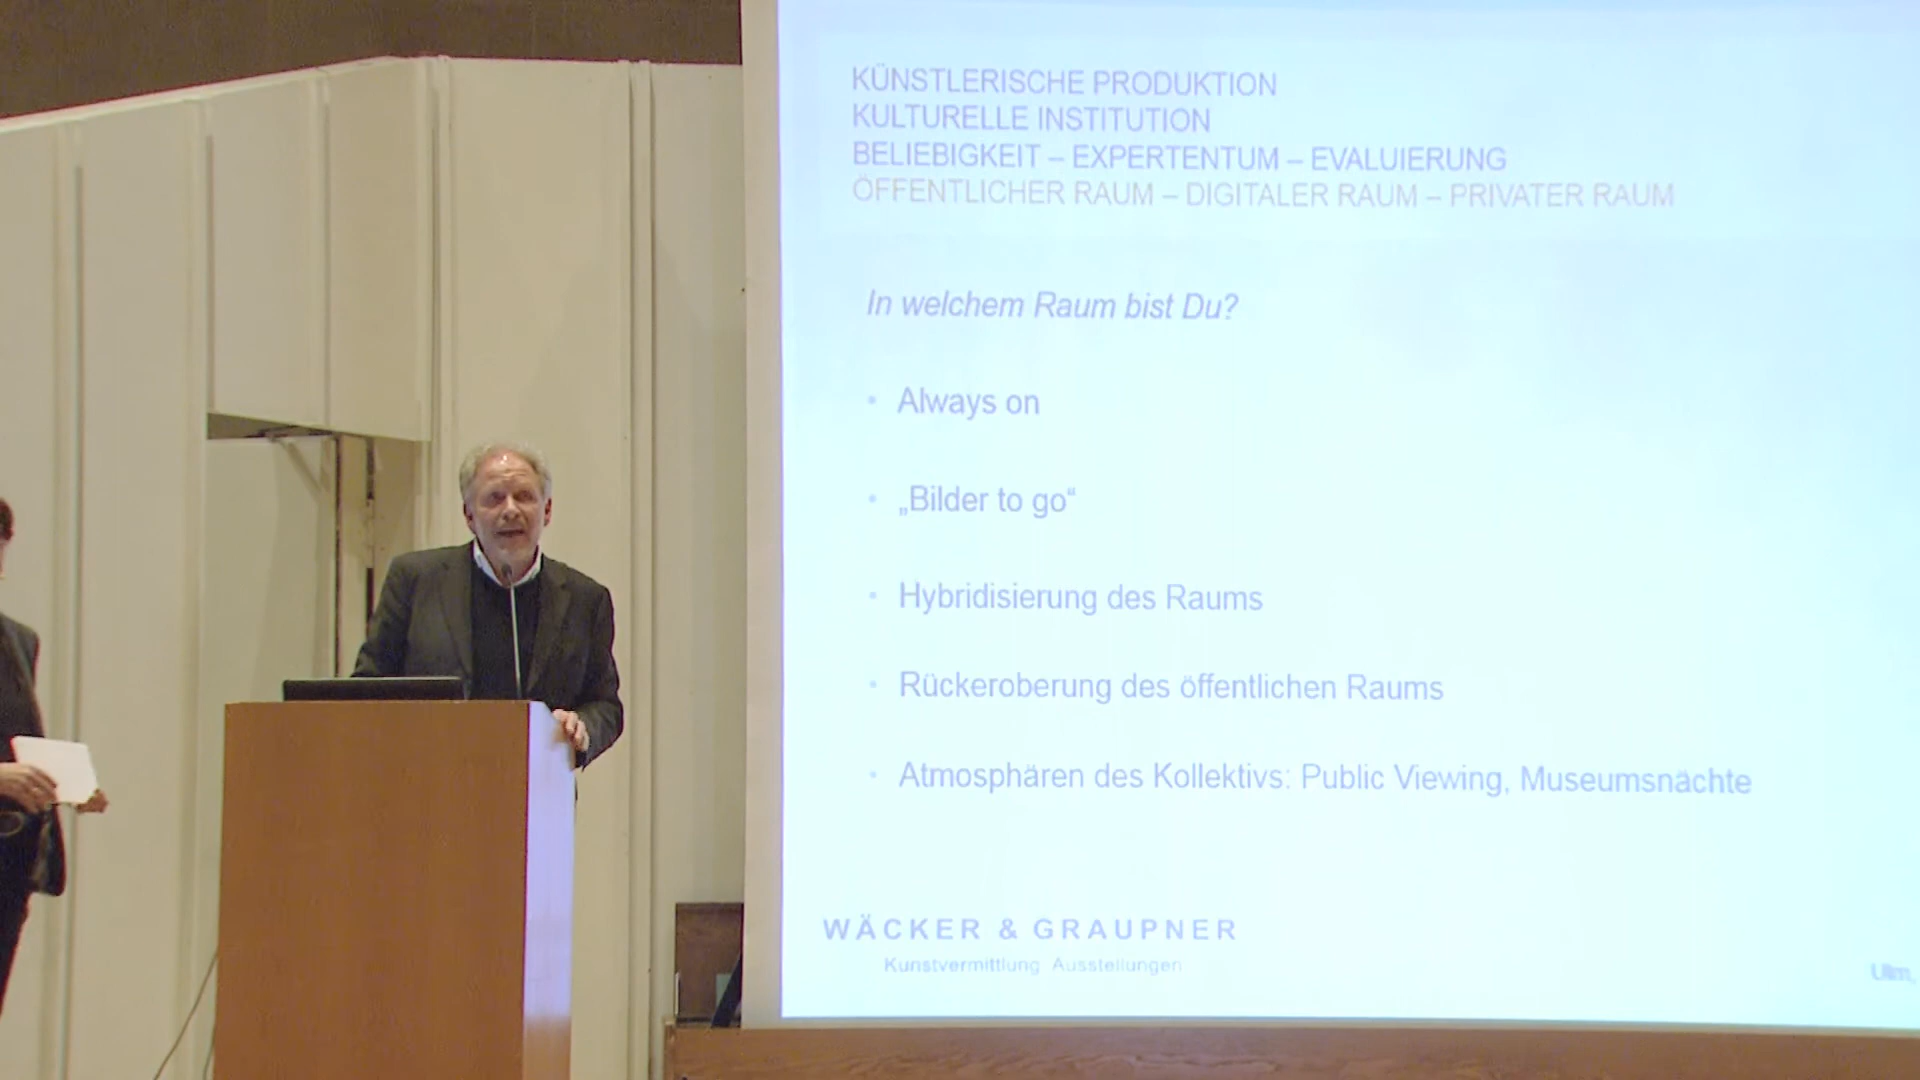 KÜNSTLERISCHE PRODUKTION
KULTURELLE INSTITUTION
BELIEBIGKEIT – EXPERTENTUM – EVALUIERUNG
ÖFFENTLICHER RAUM – DIGITALER RAUM – PRIVATER RAUM
In welchem Raum bist Du?
• Always on
• „Bilder to go“
• Hybridisierung des Raums
• Rückeroberung des öffentlichen Raums
• Atmosphären des Kollektivs: Public Viewing, Museumsnächte
WÄCKER & GRAUPNER
Kunstvermittlung Ausstellungen
Ulm,